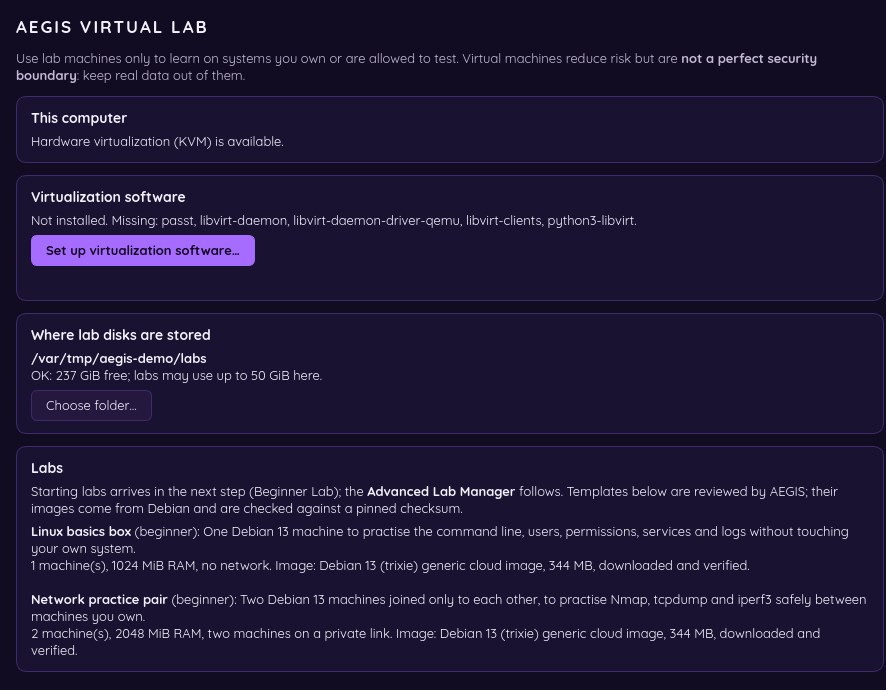 AEGIS VIRTUAL LAB
Use lab machines only to learn on systems you own or are allowed to test. Virtual machines reduce risk but are not a perfect security
boundary: keep real data out of them.
This computer
Hardware virtualization (KVM) is available.
Virtualization software
Not installed. Missing: passt, libvirt-daemon, libvirt-daemon-driver-qemu, libvirt-clients, python3-libvirt.
Set up virtualization software…
Where lab disks are stored
/var/tmp/aegis-demo/labs
OK: 237 GiB free; labs may use up to 50 GiB here.
Choose folder…
Labs
Starting labs arrives in the next step (Beginner Lab); the Advanced Lab Manager follows. Templates below are reviewed by AEGIS; their
images come from Debian and are checked against a pinned checksum.
Linux basics box (beginner): One Debian 13 machine to practise the command line, users, permissions, services and logs without touching
your own system.
1 machine(s), 1024 MiB RAM, no network. Image: Debian 13 (trixie) generic cloud image, 344 MB, downloaded and verified.
Network practice pair (beginner): Two Debian 13 machines joined only to each other, to practise Nmap, tcpdump and iperf3 safely between
machines you own.
2 machine(s), 2048 MiB RAM, two machines on a private link. Image: Debian 13 (trixie) generic cloud image, 344 MB, downloaded and
verified.